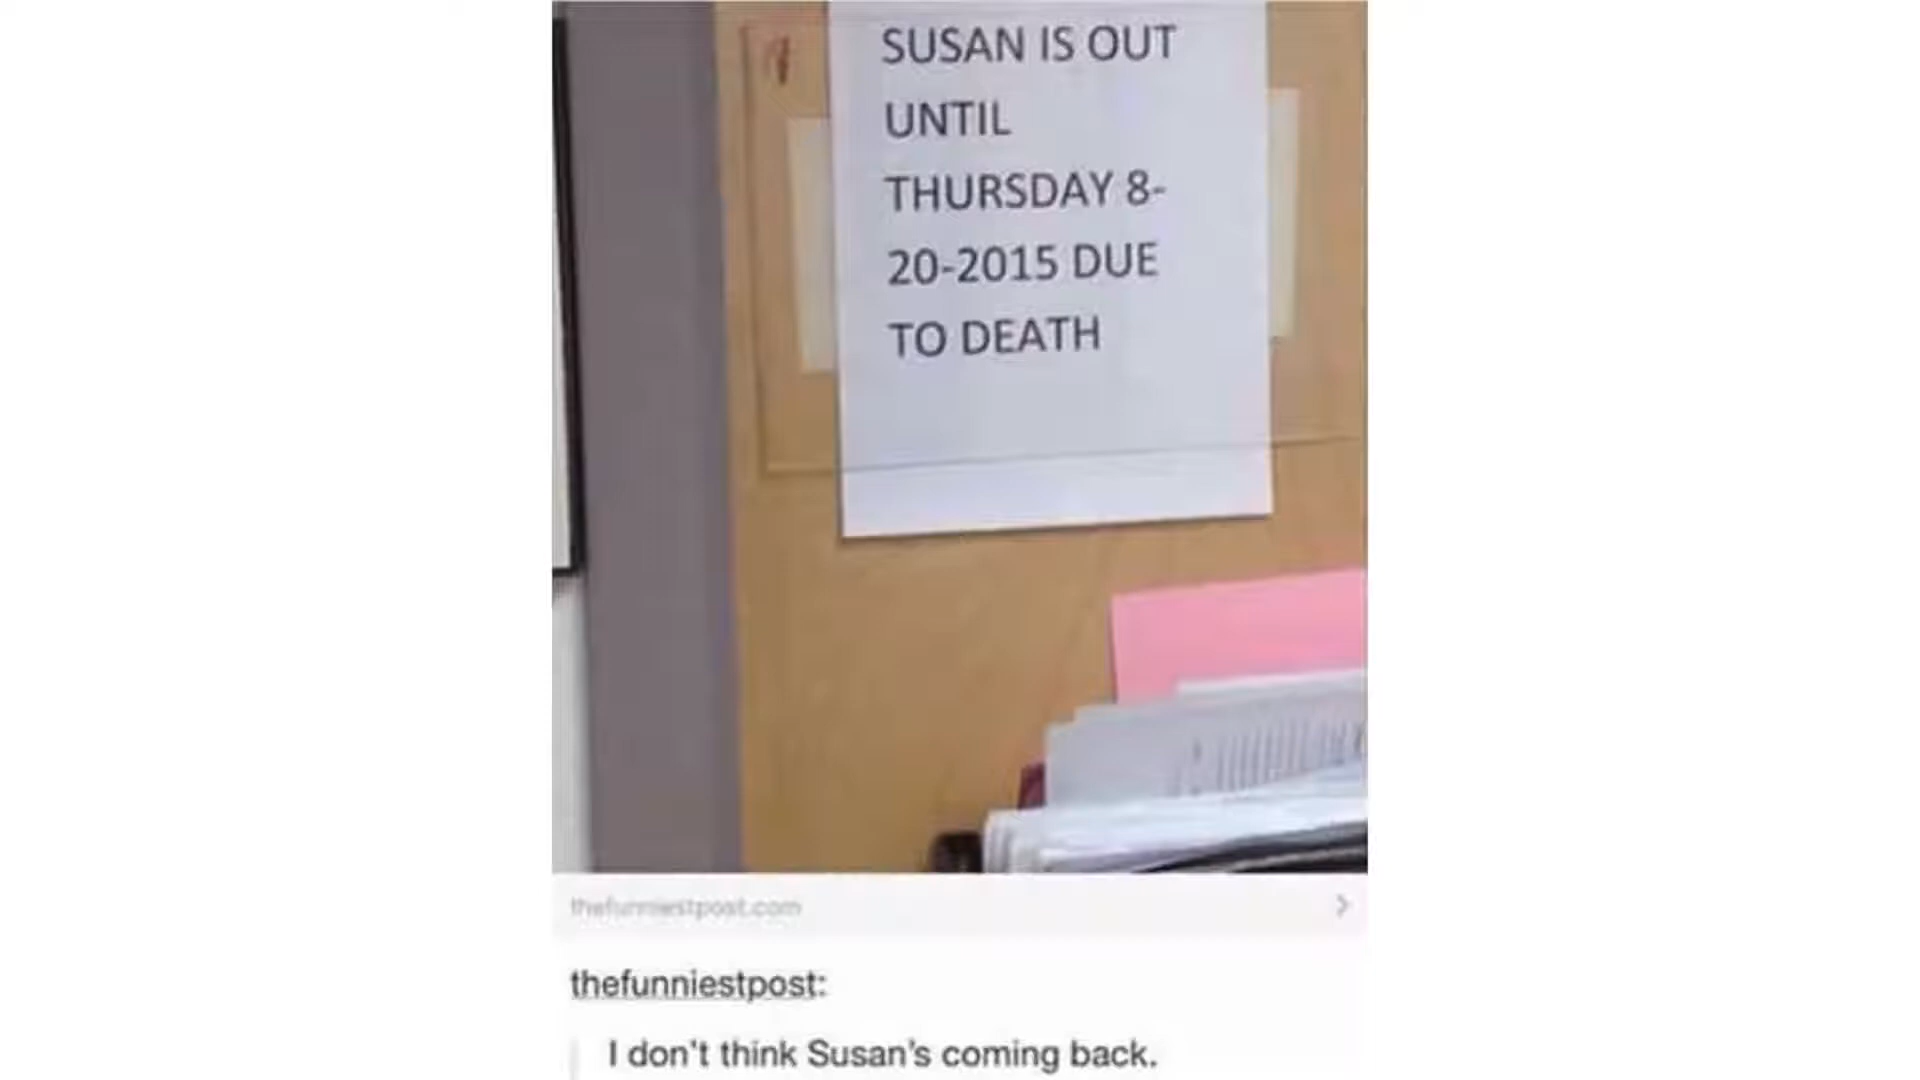 SUSAN IS OUT
UNTIL
THURSDAY 8-
20-2015 DUE
TO DEATH
thefunniestpost.com
thefunniestpost:
I don't think Susan's coming back.